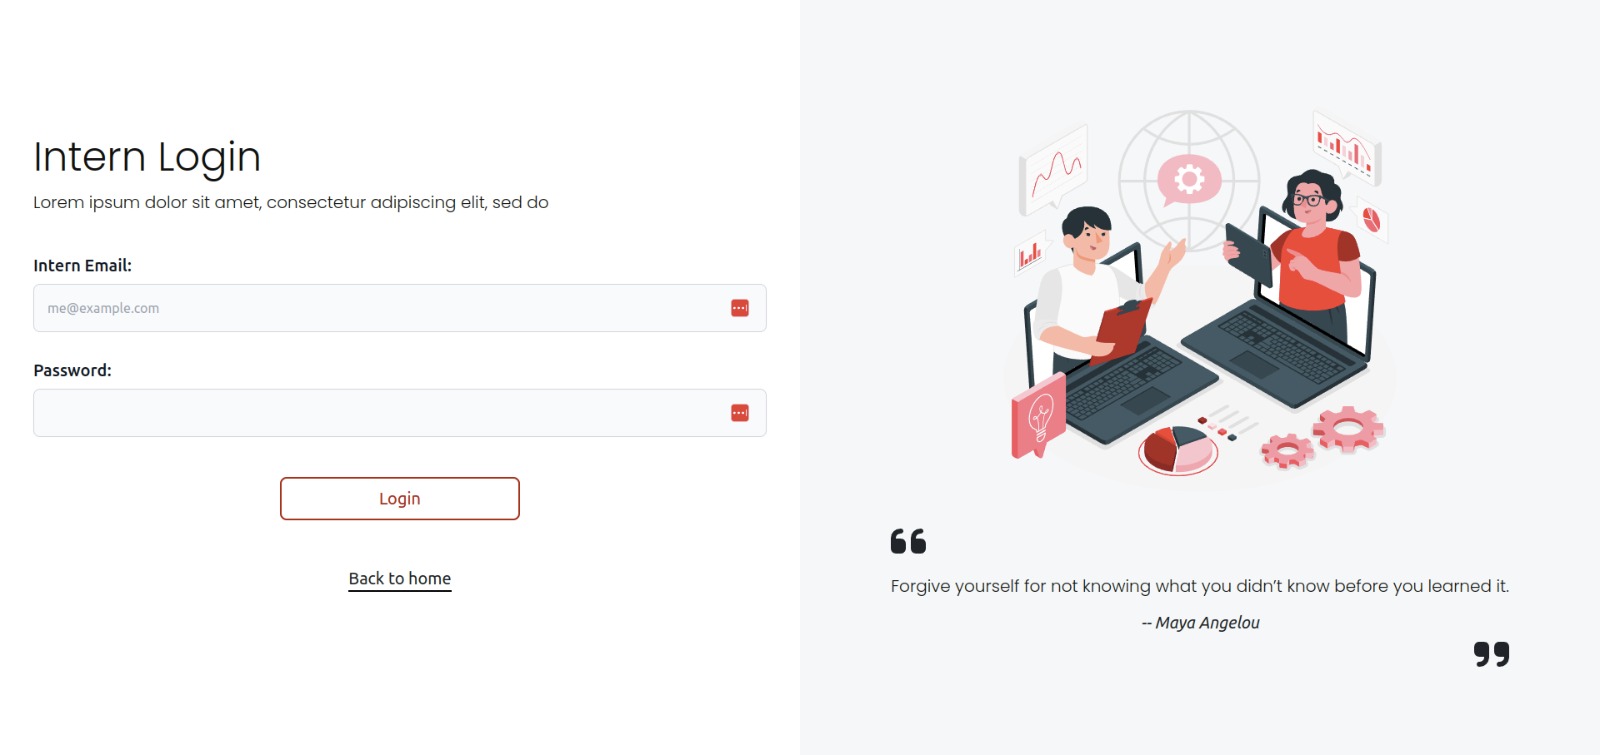 Intern Login
Lorem ipsum dolor sit amet, consectetur adipiscing elit, sed do
Intern Email:
me@example.com
Password:
Login
Back to home
❝
Forgive yourself for not knowing what you didn’t know before you learned it.
-- Maya Angelou
❞